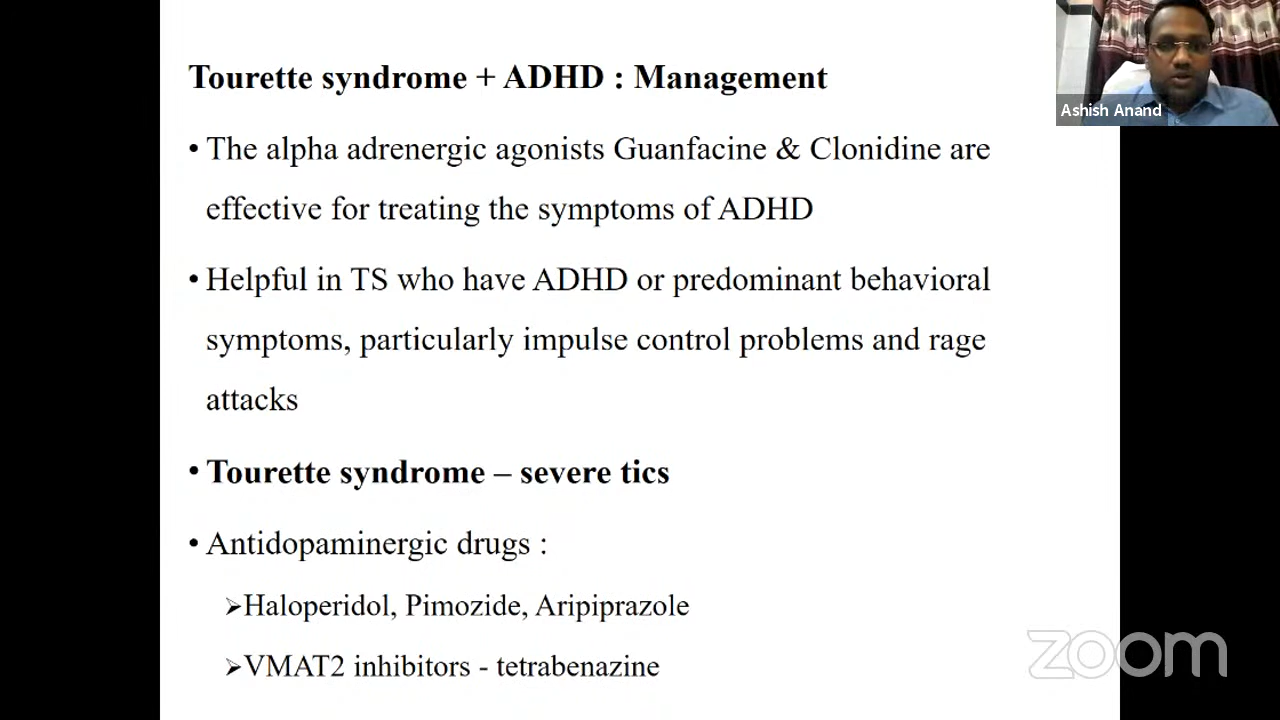 Tourette syndrome + ADHD : Management
• The alpha adrenergic agonists Guanfacine & Clonidine are
effective for treating the symptoms of ADHD
• Helpful in TS who have ADHD or predominant behavioral
symptoms, particularly impulse control problems and rage
attacks
• Tourette syndrome – severe tics
• Antidopaminergic drugs :
➢Haloperidol, Pimozide, Aripiprazole
➢VMAT2 inhibitors - tetrabenazine
Ashish Anand
zoom